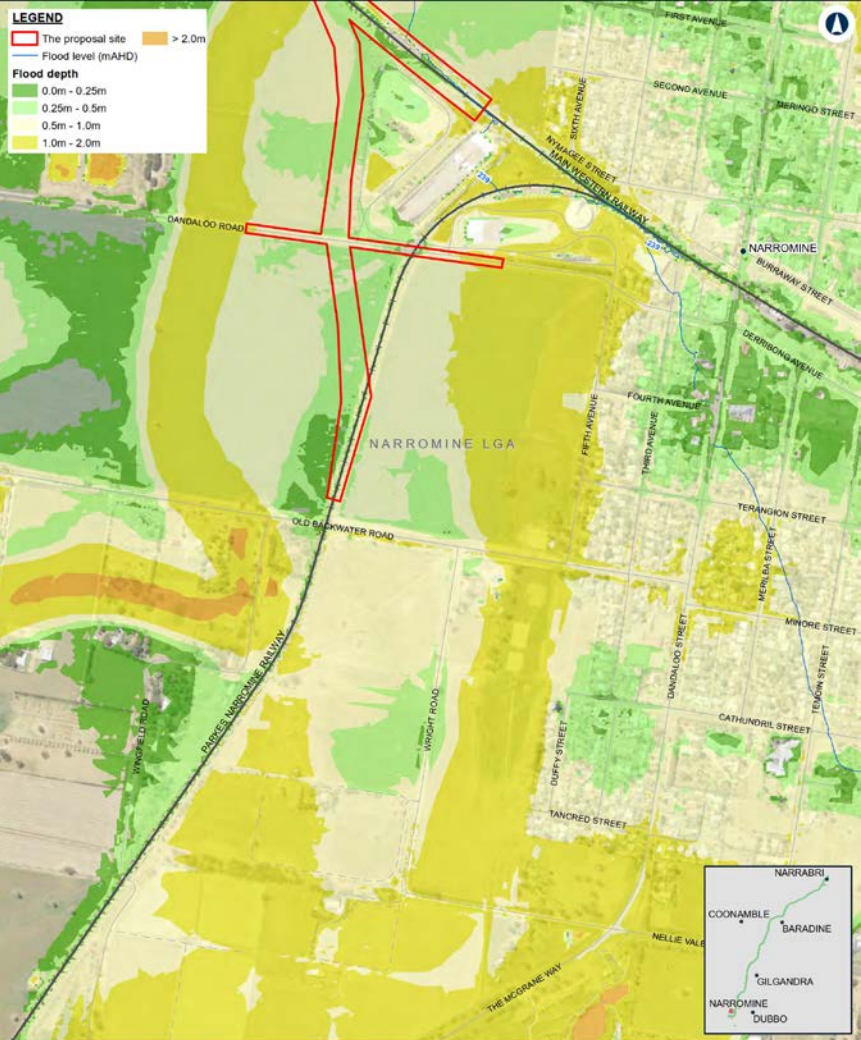 LEGEND
The proposal site
> 2.0m
Flood level (mAHD)
Flood depth
0.0m - 0.25m
0.25m - 0.5m
0.5m - 1.0m
1.0m - 2.0m
FIRST AVENUE
SECOND AVENUE
MERINGO STREET
SIXTH AVENUE
NYMAGEE STREET
MAIN WESTERN RAILWAY
239
DANDALOO ROAD
239
NARROMINE
BURRAWAY STREET
DERRIBONG AVENUE
FOURTH AVENUE
FIFTH AVENUE
THIRD AVENUE
NARROMINE LGA
TERANGION STREET
OLD BACKWATER ROAD
MERILBA STREET
MINORE STREET
DANDALOO STREET
TEMOIN STREET
PARKES NARROMINE RAILWAY
WINGFIELD ROAD
WRIGHT ROAD
CATHUNDRIL STREET
DUFFY STREET
TANCRED STREET
NELLIE VALE
THE MCGRANE WAY
NARRABRI
COONAMBLE
BARADINE
GILGANDRA
NARROMINE
DUBBO